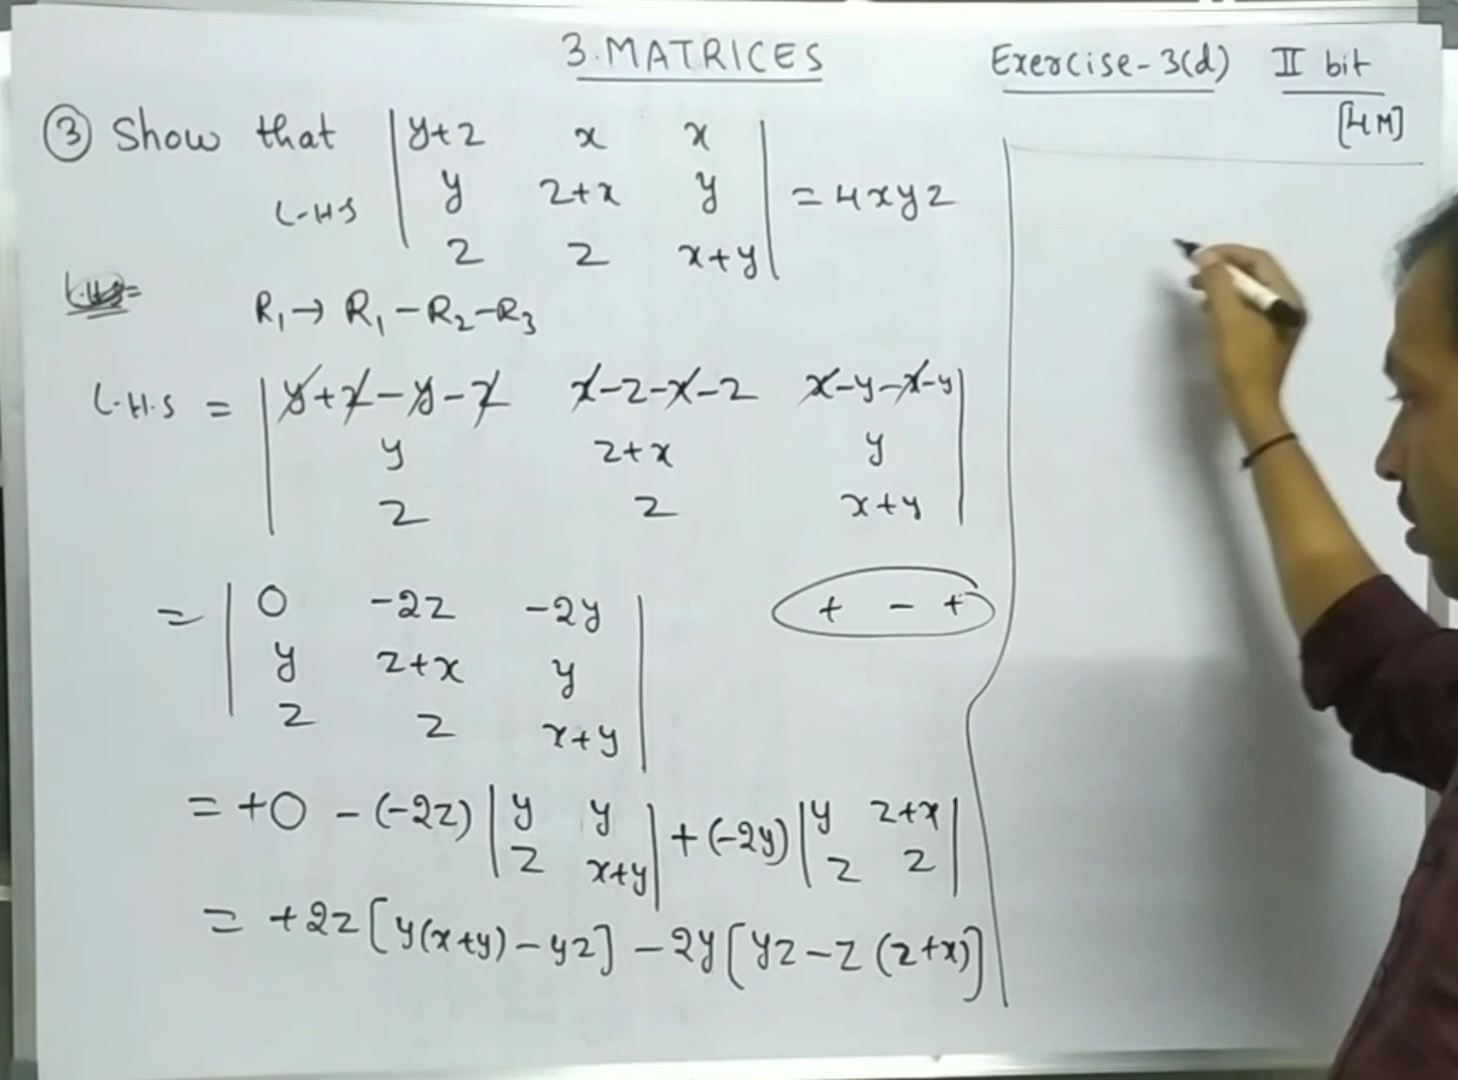 3. MATRICES Exercise-3(d) II bit
[4M]
③ Show that | y+z x x |
L-H-S | y z+x y | = 4xyz
| z z x+y |
R₁→ R₁-R₂-R₃
L.H.S = | y+z-y-z x-z-x-z x-y-x-y |
| y z+x y |
| z z x+y |
= | 0 -2z -2y | + - +
| y z+x y |
| z z x+y |
= +0 - (-2z) | y y | + (-2y) | y z+x |
| z x+y | | z z |
= +2z [y(x+y) - yz] - 2y [yz - z (z+x)]